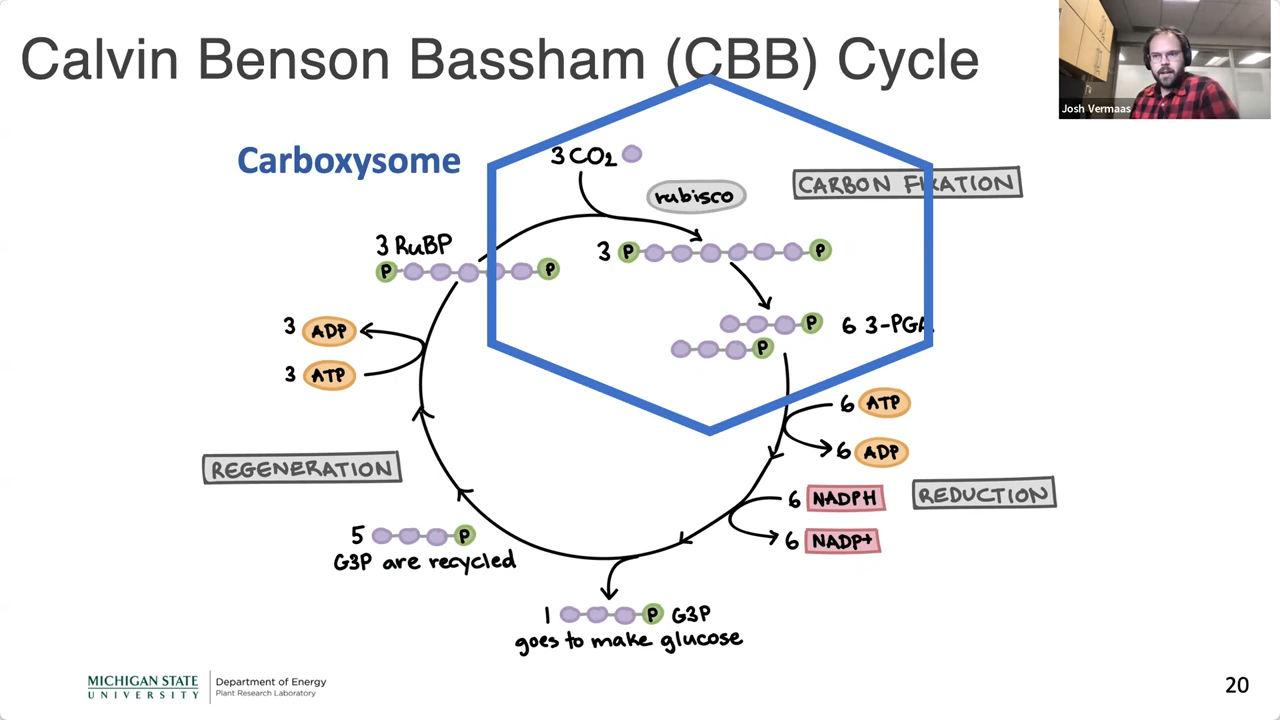 Calvin Benson Bassham (CBB) Cycle
Josh Vermaas
Carboxysome
3 CO2
rubisco
CARBON FIXATION
3 RuBP
P P
3 P P
P 6 3-PGA
P
3 ADP
3 ATP
6 ATP
6 ADP
REGENERATION
6 NADPH
REDUCTION
6 NADP+
5 P
G3P are recycled
1 P G3P
goes to make glucose
MICHIGAN STATE
UNIVERSITY
Department of Energy
Plant Research Laboratory
20